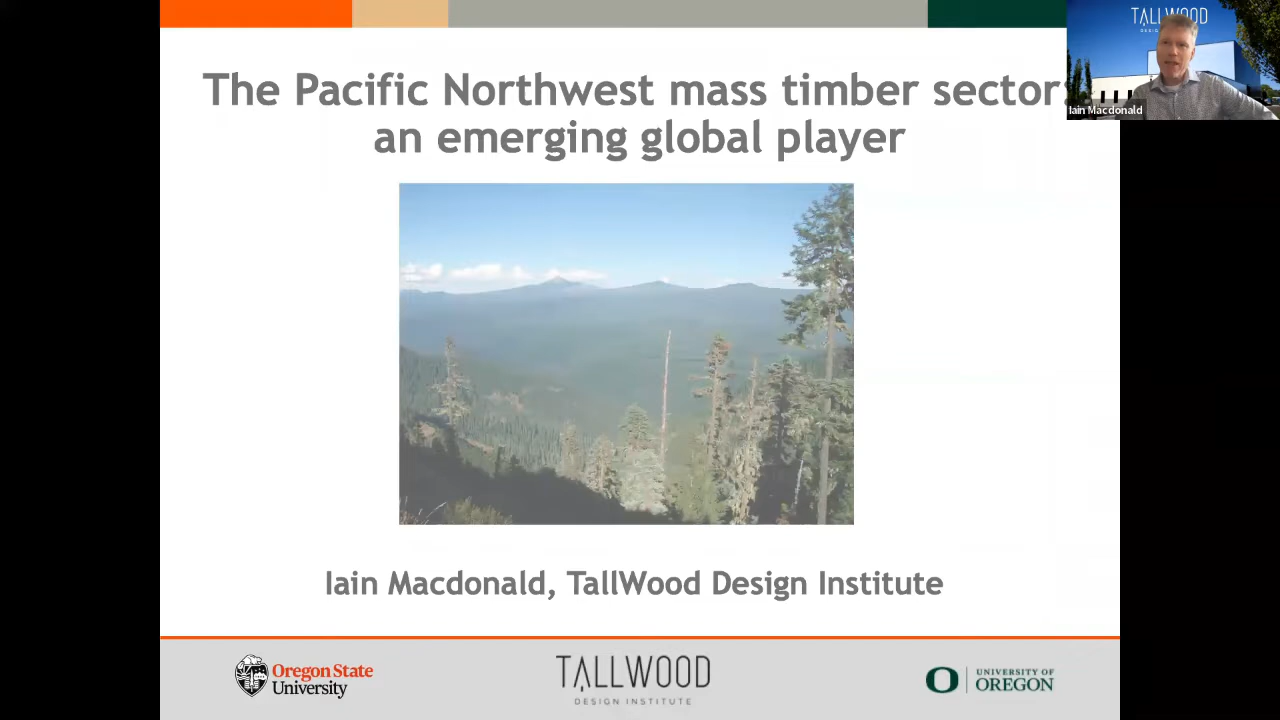 The Pacific Northwest mass timber sector:
an emerging global player
TALLWOOD
Iain Macdonald
Iain Macdonald, TallWood Design Institute
Oregon State
University
TALLWOOD
DESIGN INSTITUTE
UNIVERSITY OF
OREGON